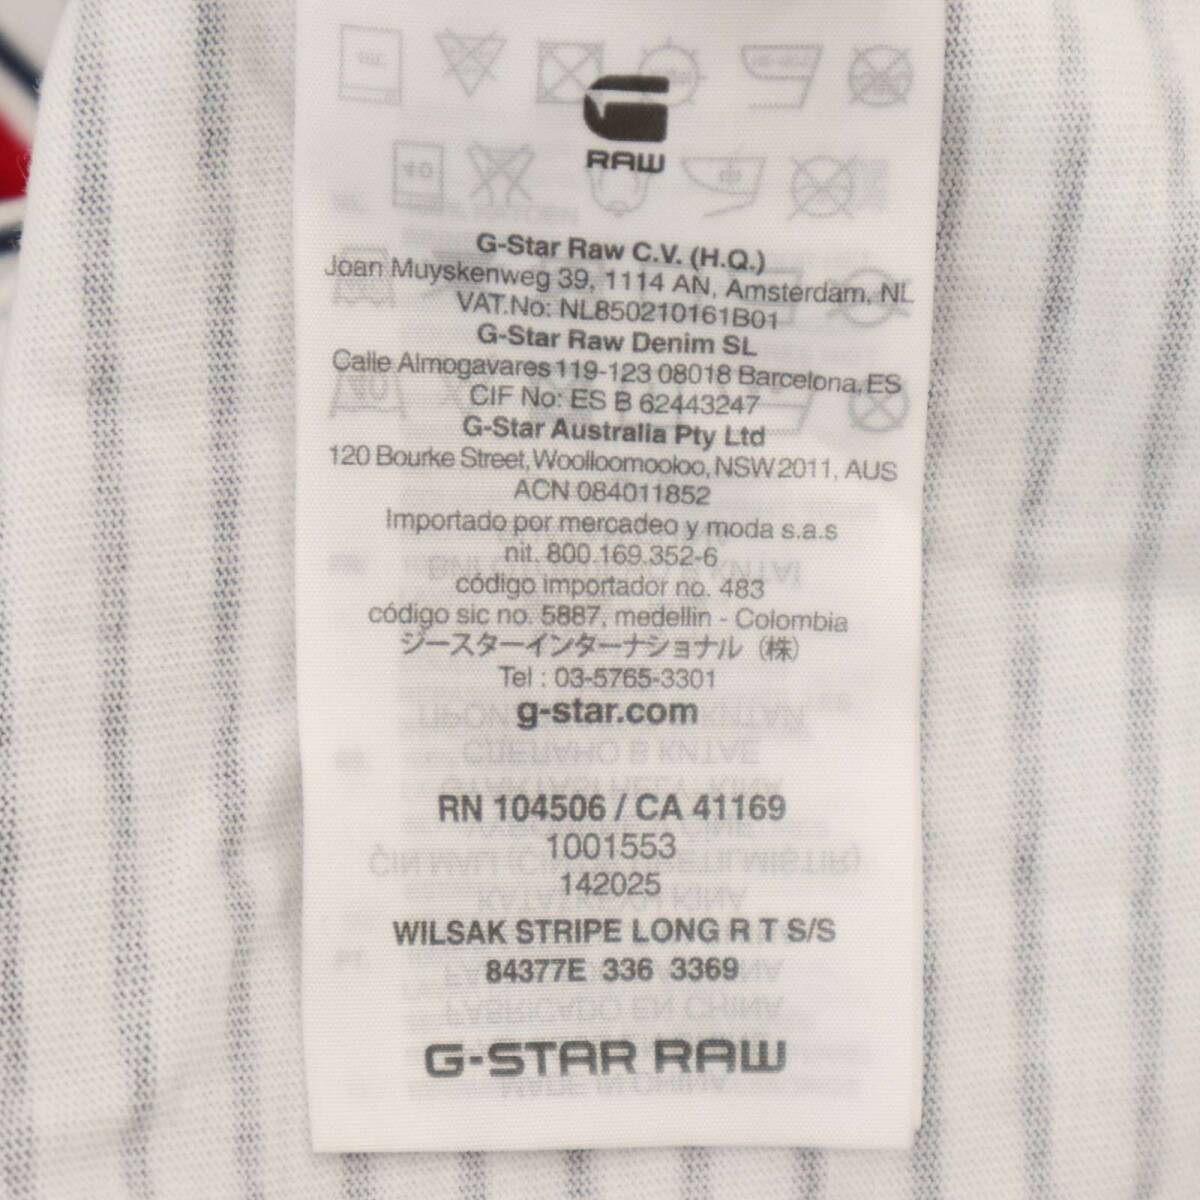 RAW
G-Star Raw C.V. (H.Q.)
Joan Muyskenweg 39, 1114 AN, Amsterdam, NL
VAT.No: NL850210161B01
G-Star Raw Denim SL
Calle Almogavares 119-123 08018 Barcelona, ES
CIF No: ES B 62443247
G-Star Australia Pty Ltd
120 Bourke Street, Woolloomooloo, NSW 2011, AUS
ACN 084011852
Importado por mercadeo y moda s.a.s
nit. 800.169.352-6
código importador no. 483
código sic no. 5887, medellin - Colombia
ジースターインターナショナル (株)
Tel : 03-5765-3301
g-star.com
RN 104506 / CA 41169
1001553
142025
WILSAK STRIPE LONG R T S/S
84377E 336 3369
G-STAR RAW